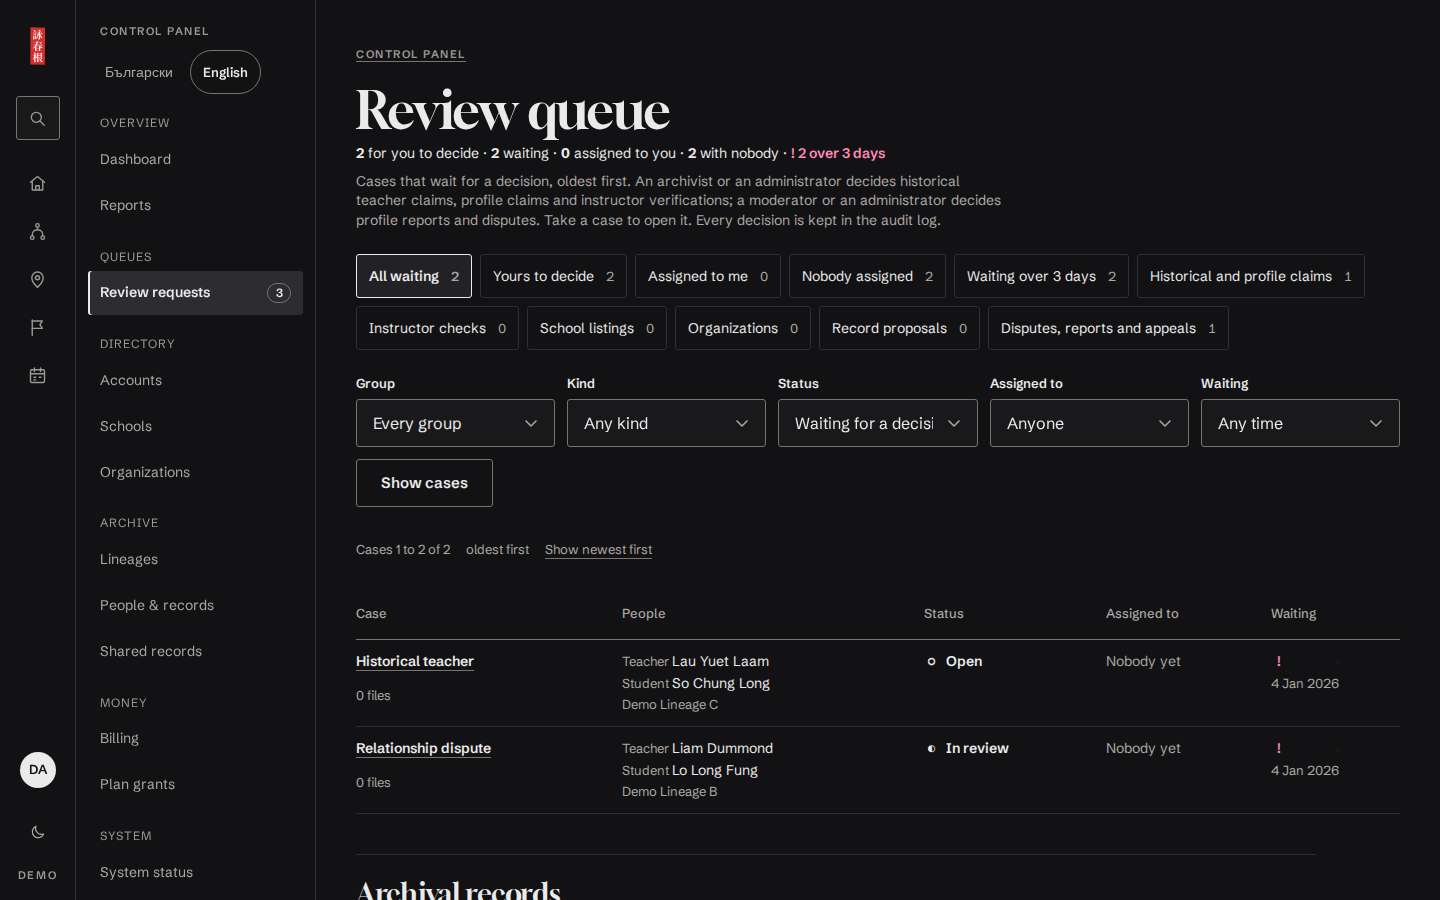 詠春根
CONTROL PANEL
Български
English
OVERVIEW
Dashboard
Reports
QUEUES
Review requests 3
DIRECTORY
Accounts
Schools
Organizations
ARCHIVE
Lineages
People & records
Shared records
MONEY
Billing
Plan grants
SYSTEM
System status
DA
DEMO
CONTROL PANEL
Review queue
2 for you to decide · 2 waiting · 0 assigned to you · 2 with nobody · ! 2 over 3 days
Cases that wait for a decision, oldest first. An archivist or an administrator decides historical
teacher claims, profile claims and instructor verifications; a moderator or an administrator decides
profile reports and disputes. Take a case to open it. Every decision is kept in the audit log.
All waiting 2
Yours to decide 2
Assigned to me 0
Nobody assigned 2
Waiting over 3 days 2
Historical and profile claims 1
Instructor checks 0
School listings 0
Organizations 0
Record proposals 0
Disputes, reports and appeals 1
Group
Kind
Status
Assigned to
Waiting
Every group
Any kind
Waiting for a decisi
Anyone
Any time
Show cases
Cases 1 to 2 of 2 oldest first Show newest first
Case People Status Assigned to Waiting
Historical teacher
0 files
Teacher Lau Yuet Laam
Student So Chung Long
Demo Lineage C
Open
Nobody yet
!
4 Jan 2026
Relationship dispute
0 files
Teacher Liam Dummond
Student Lo Long Fung
Demo Lineage B
In review
Nobody yet
!
4 Jan 2026
Archival records